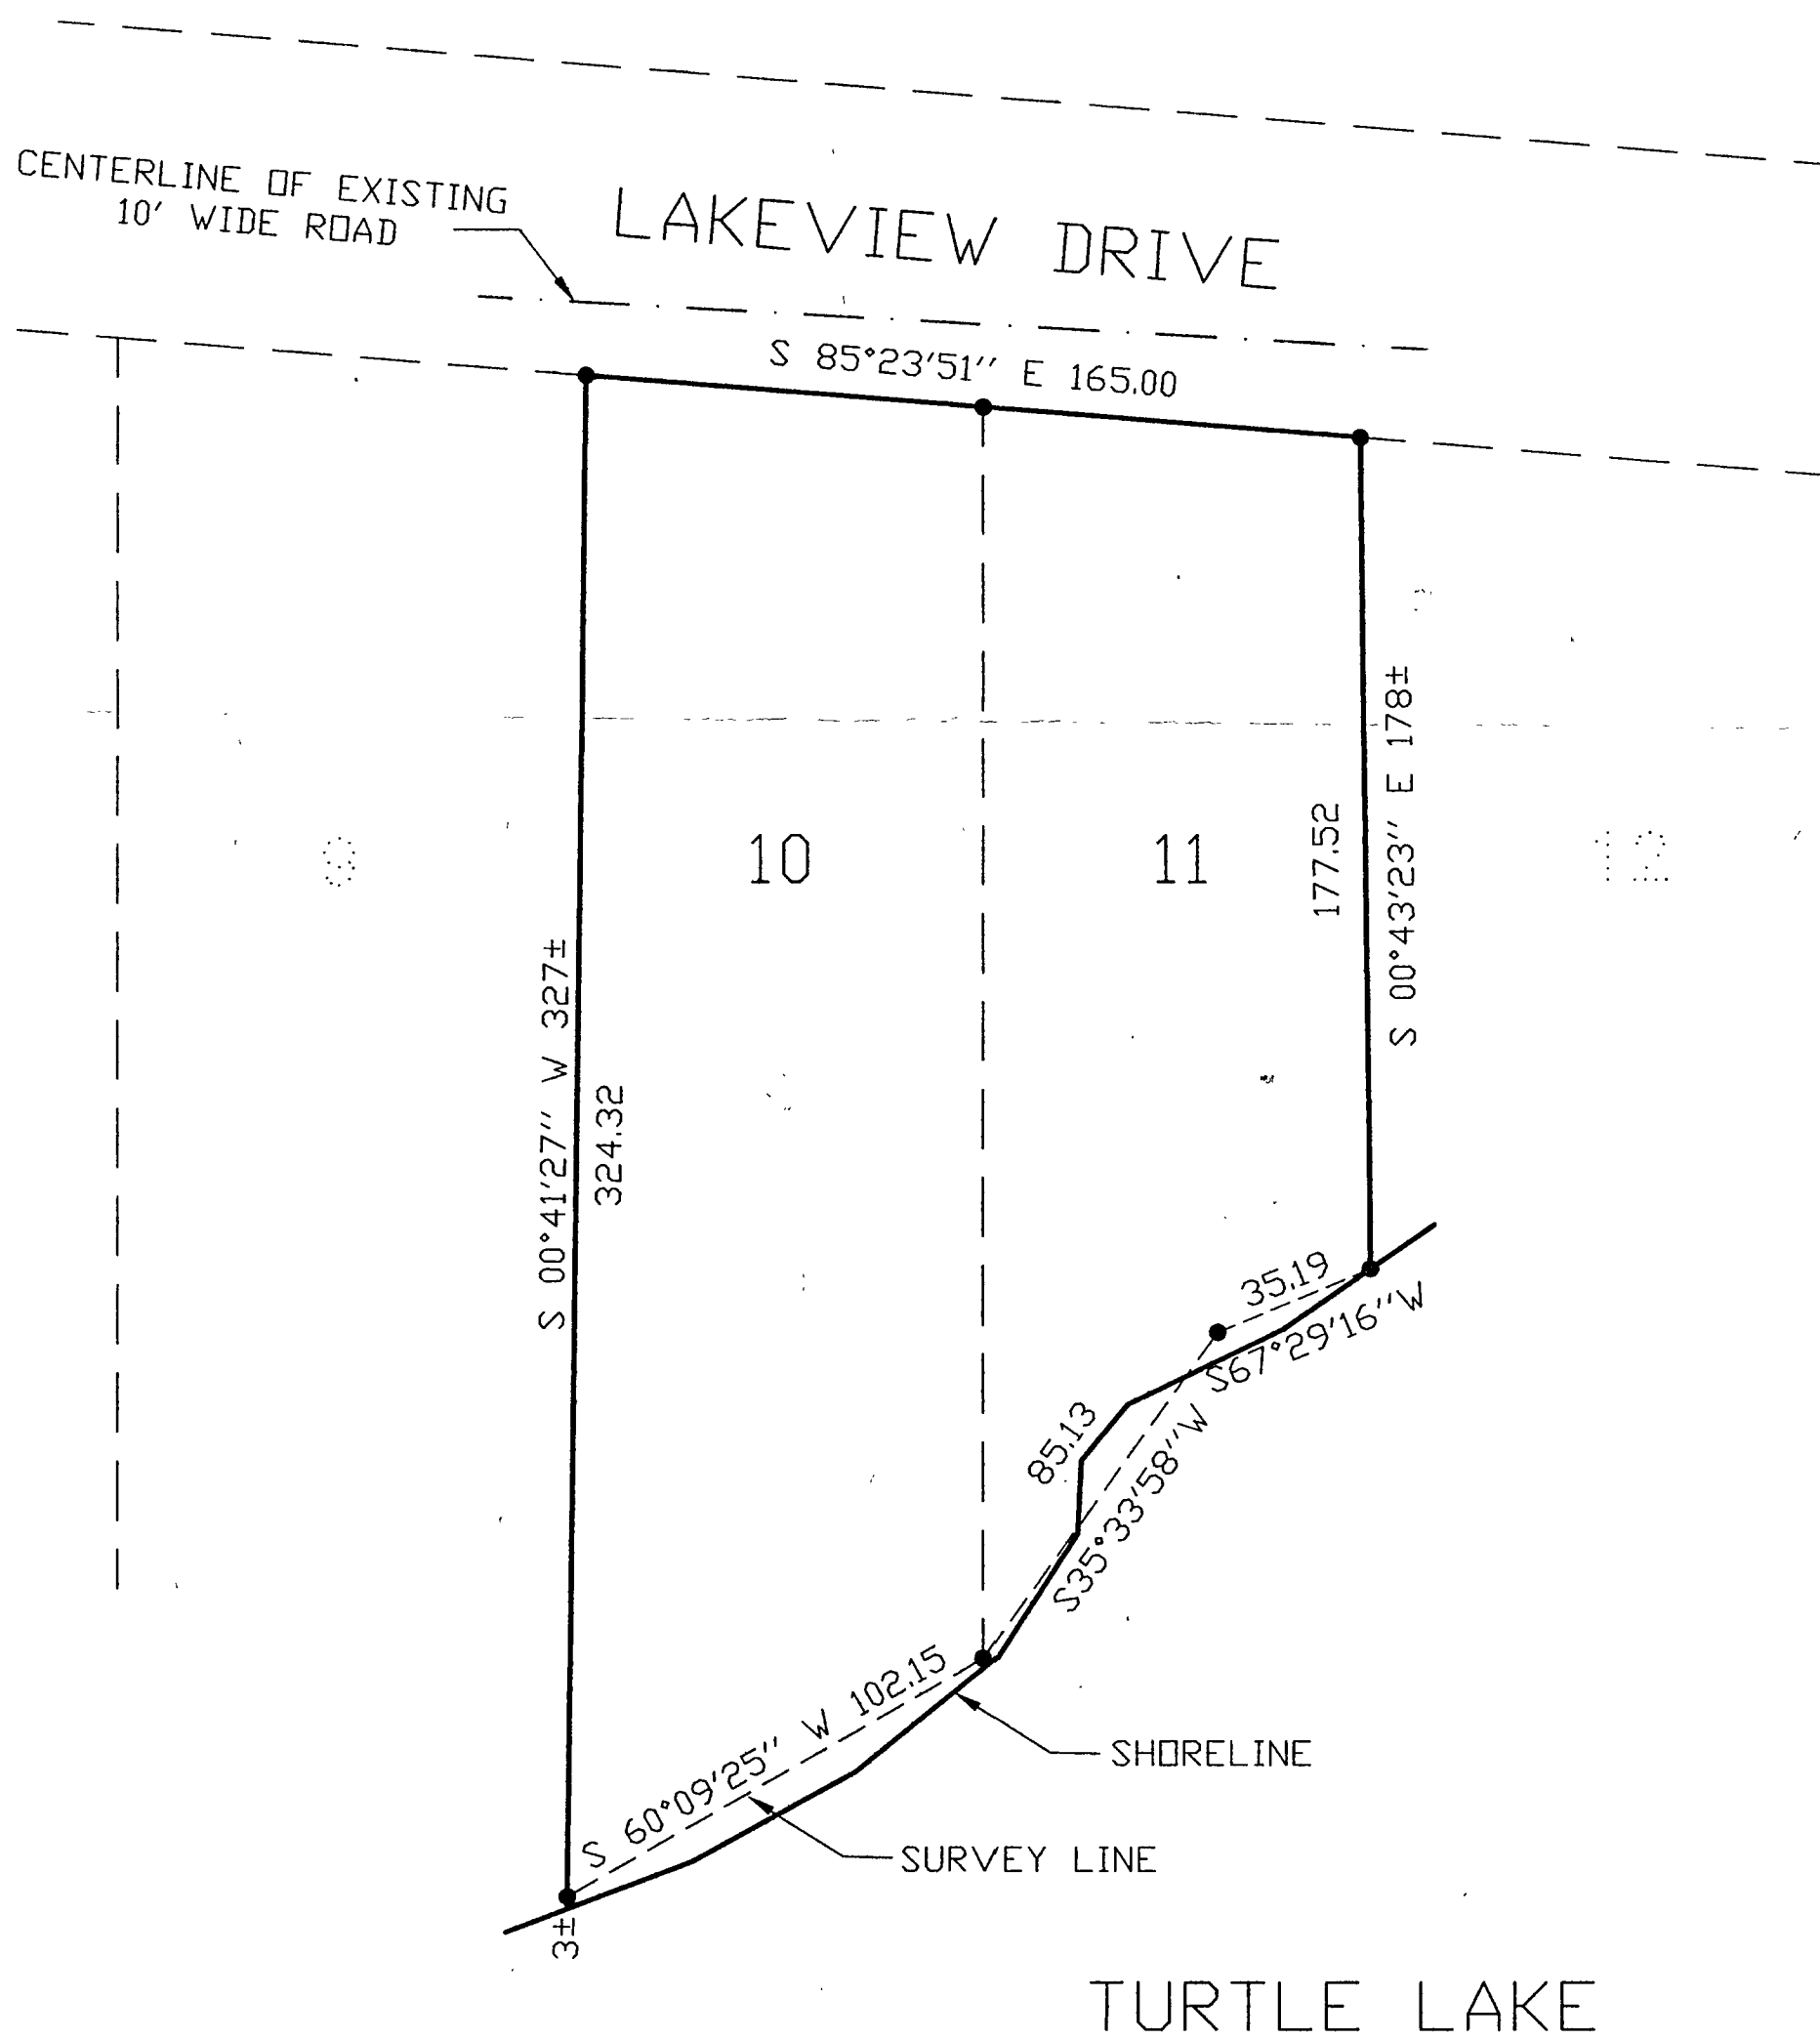 CENTERLINE OF EXISTING
10' WIDE ROAD
LAKEVIEW DRIVE
S 85°23'51" E 165.00
S 00°41'27" W 327±
324.32
9
10
11
12
177.52
S 00°43'23" E 178±
35.19
S67°29'16"W
85.13
S35°33'58"W
S 60°09'25" W 102.15
SHORELINE
SURVEY LINE
3±
TURTLE LAKE